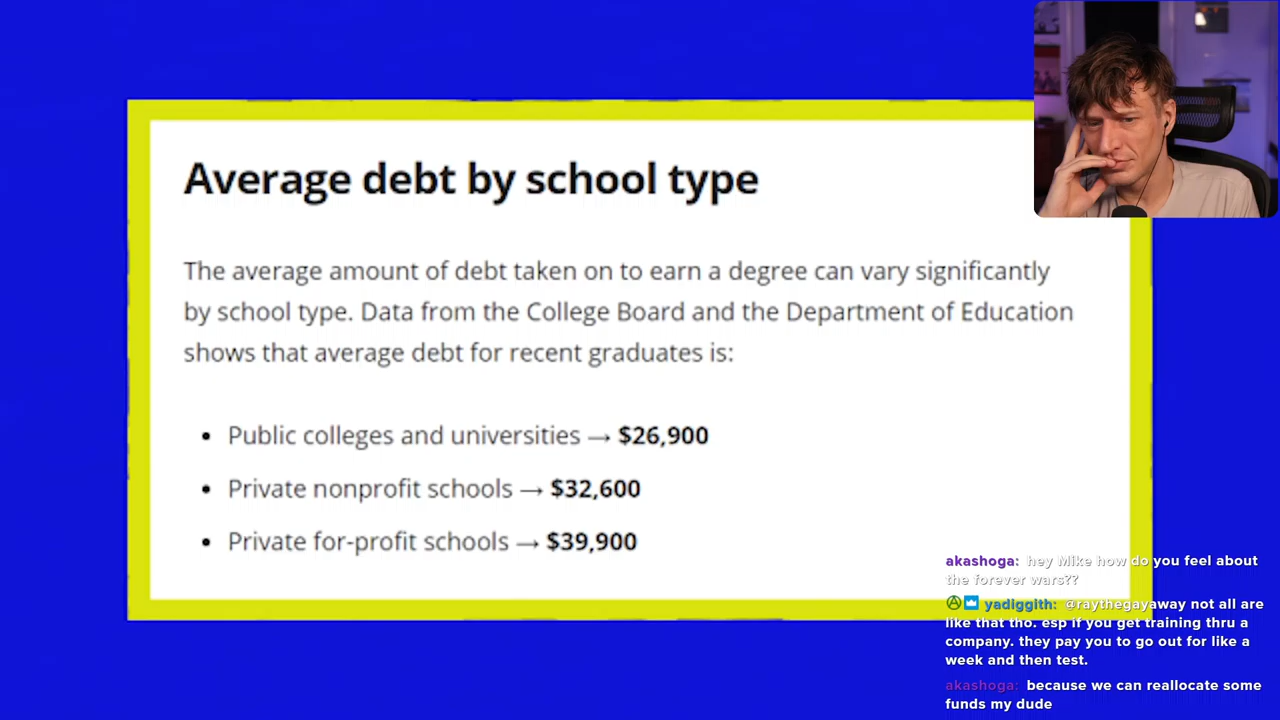 Average debt by school type
The average amount of debt taken on to earn a degree can vary significantly
by school type. Data from the College Board and the Department of Education
shows that average debt for recent graduates is:
• Public colleges and universities → $26,900
• Private nonprofit schools → $32,600
• Private for-profit schools → $39,900
akashoga: hey Mike how do you feel about
the forever wars??
yadiggith: @raythegayaway not all are
like that tho. esp if you get training thru a
company. they pay you to go out for like a
week and then test.
akashoga: because we can reallocate some
funds my dude